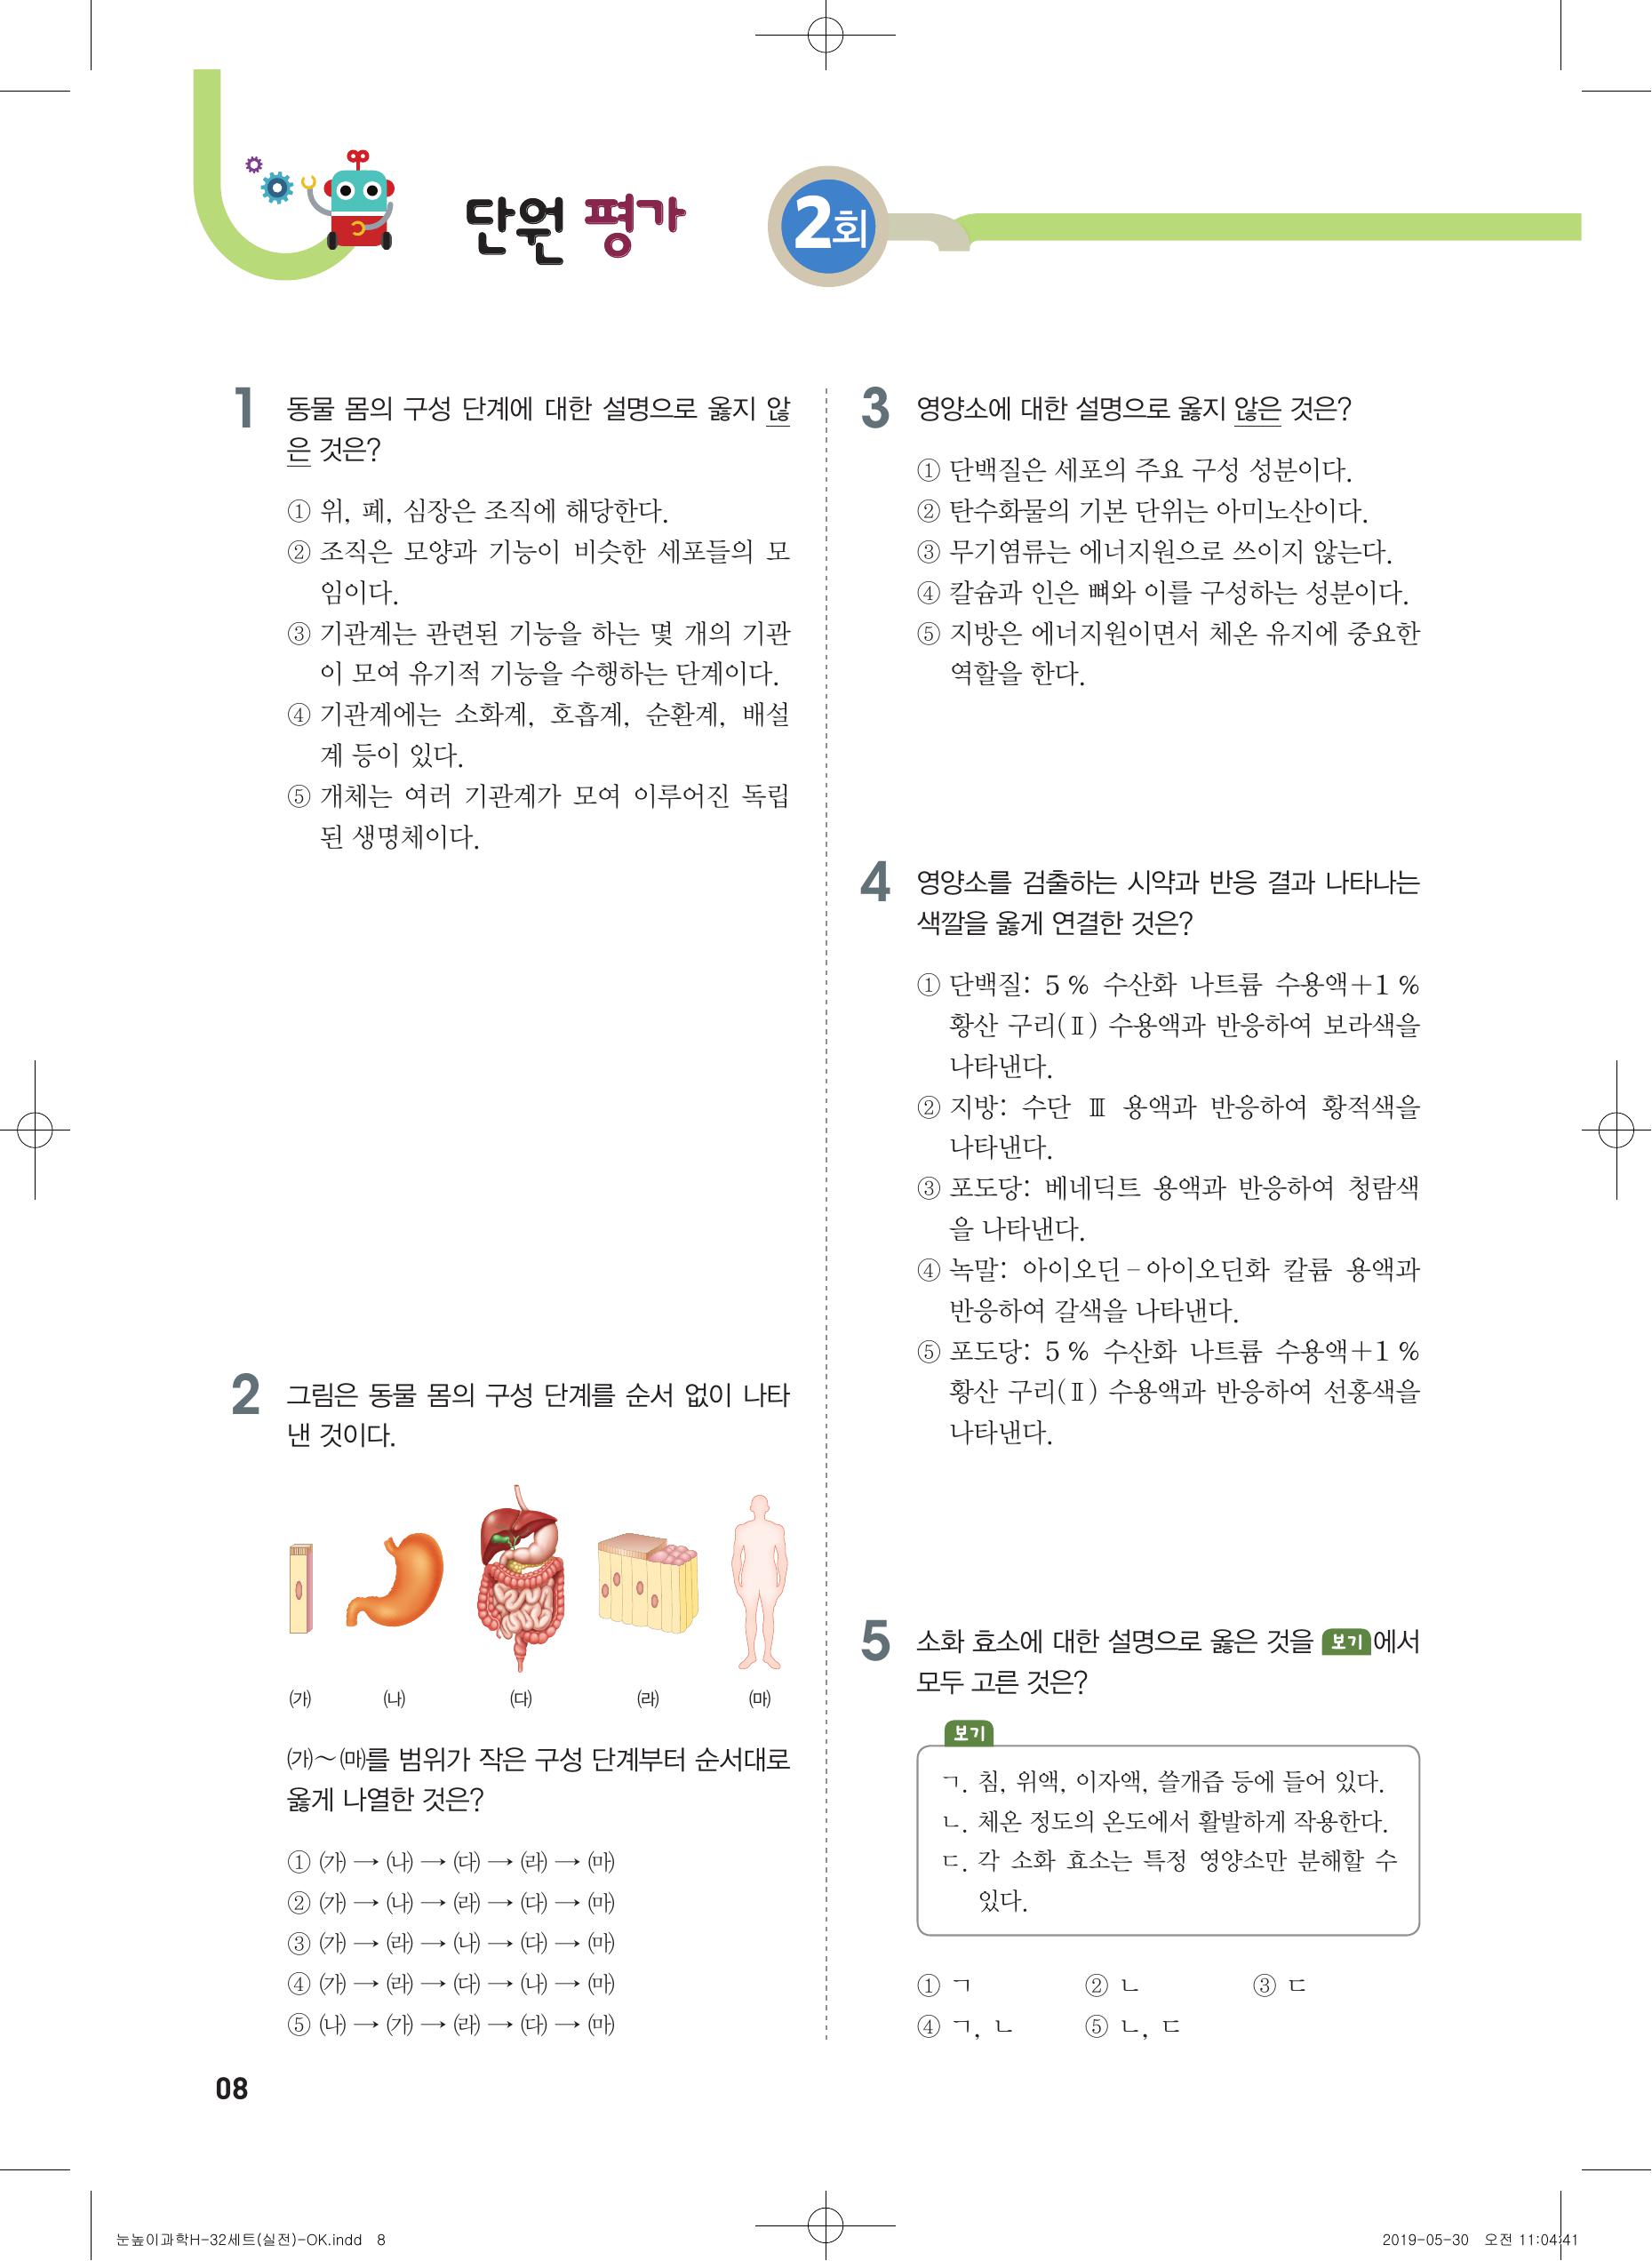 단원 평가 2회
1 동물 몸의 구성 단계에 대한 설명으로 옳지 않
은 것은?
① 위, 폐, 심장은 조직에 해당한다.
② 조직은 모양과 기능이 비슷한 세포들의 모
임이다.
③ 기관계는 관련된 기능을 하는 몇 개의 기관
이 모여 유기적 기능을 수행하는 단계이다.
④ 기관계에는 소화계, 호흡계, 순환계, 배설
계 등이 있다.
⑤ 개체는 여러 기관계가 모여 이루어진 독립
된 생명체이다.
2 그림은 동물 몸의 구성 단계를 순서 없이 나타
낸 것이다.
㈎ ㈏ ㈐ ㈑ ㈒
㈎~㈒를 범위가 작은 구성 단계부터 순서대로
옳게 나열한 것은?
① ㈎ → ㈏ → ㈐ → ㈑ → ㈒
② ㈎ → ㈏ → ㈑ → ㈐ → ㈒
③ ㈎ → ㈑ → ㈏ → ㈐ → ㈒
④ ㈎ → ㈑ → ㈐ → ㈏ → ㈒
⑤ ㈏ → ㈎ → ㈑ → ㈐ → ㈒
3 영양소에 대한 설명으로 옳지 않은 것은?
① 단백질은 세포의 주요 구성 성분이다.
② 탄수화물의 기본 단위는 아미노산이다.
③ 무기염류는 에너지원으로 쓰이지 않는다.
④ 칼슘과 인은 뼈와 이를 구성하는 성분이다.
⑤ 지방은 에너지원이면서 체온 유지에 중요한
역할을 한다.
4 영양소를 검출하는 시약과 반응 결과 나타나는
색깔을 옳게 연결한 것은?
① 단백질: 5 % 수산화 나트륨 수용액+1 %
황산 구리(Ⅱ) 수용액과 반응하여 보라색을
나타낸다.
② 지방: 수단 Ⅲ 용액과 반응하여 황적색을
나타낸다.
③ 포도당: 베네딕트 용액과 반응하여 청람색
을 나타낸다.
④ 녹말: 아이오딘-아이오딘화 칼륨 용액과
반응하여 갈색을 나타낸다.
⑤ 포도당: 5 % 수산화 나트륨 수용액+1 %
황산 구리(Ⅱ) 수용액과 반응하여 선홍색을
나타낸다.
5 소화 효소에 대한 설명으로 옳은 것을 보기에서
모두 고른 것은?
보기
ㄱ. 침, 위액, 이자액, 쓸개즙 등에 들어 있다.
ㄴ. 체온 정도의 온도에서 활발하게 작용한다.
ㄷ. 각 소화 효소는 특정 영양소만 분해할 수
있다.
① ㄱ ② ㄴ ③ ㄷ
④ ㄱ, ㄴ ⑤ ㄴ, ㄷ
08
눈높이과학H-32세트(실전)-OK.indd 8
2019-05-30 오전 11:04:41